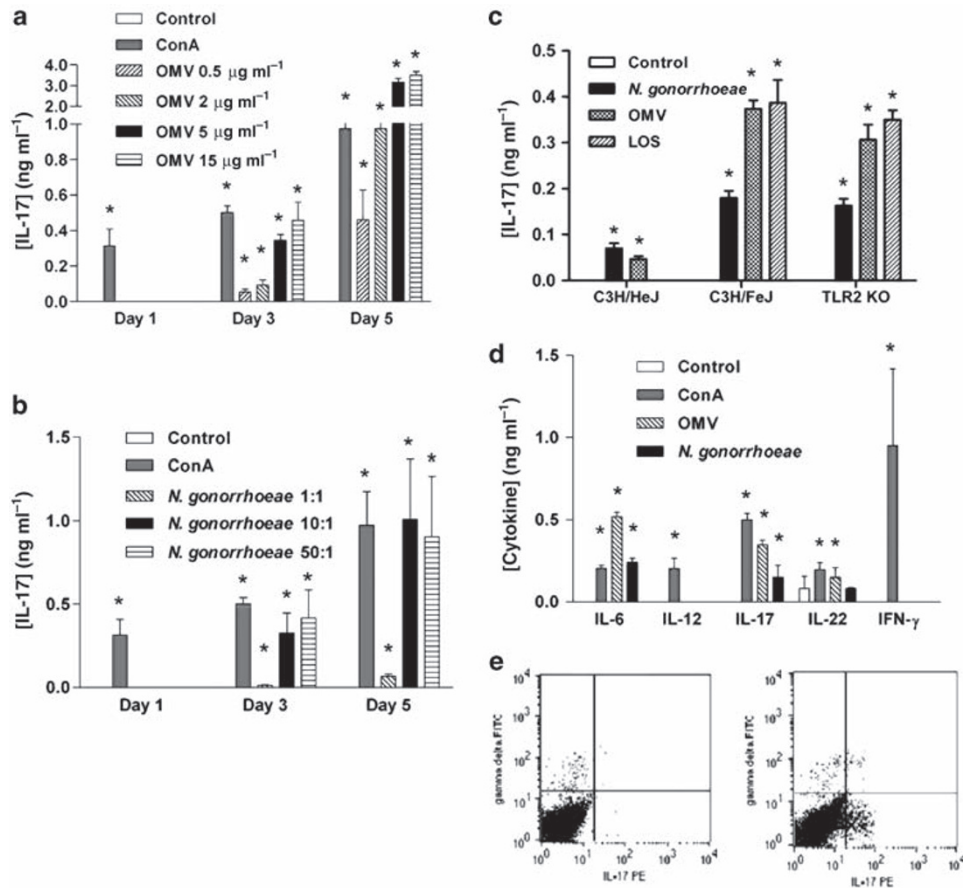 a
Control
ConA
OMV 0.5 μg ml⁻¹
OMV 2 μg ml⁻¹
OMV 5 μg ml⁻¹
OMV 15 μg ml⁻¹
[IL-17] (ng ml⁻¹)
4.0
3.0
2.0
1.0
0.8
0.6
0.4
0.2
0.0
* * * * * * * * * *
Day 1 Day 3 Day 5
b
Control
ConA
N. gonorrhoeae 1:1
N. gonorrhoeae 10:1
N. gonorrhoeae 50:1
[IL-17] (ng ml⁻¹)
1.5
1.0
0.5
0.0
* * * * * * * * *
Day 1 Day 3 Day 5
c
Control
N. gonorrhoeae
OMV
LOS
[IL-17] (ng ml⁻¹)
0.5
0.4
0.3
0.2
0.1
0.0
* * * * * * * *
C3H/HeJ C3H/FeJ TLR2 KO
d
Control
ConA
OMV
N. gonorrhoeae
[Cytokine] (ng ml⁻¹)
1.5
1.0
0.5
0.0
* * * * * * * * * *
IL-6 IL-12 IL-17 IL-22 IFN-γ
e
gamma delta FITC
10⁴
10³
10²
10¹
10⁰
10⁰ 10¹ 10² 10⁴
IL-17 PE
gamma delta FITC
10⁴
10³
10²
10¹
10⁰
10⁰ 10¹ 10² 10⁴
IL-17 PE